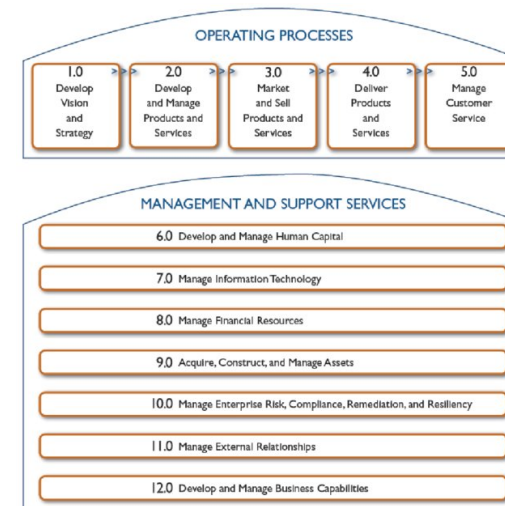 OPERATING PROCESSES
1.0 >>> 2.0 >>> 3.0 >>> 4.0 >>> 5.0
Develop
Vision
and
Strategy
Develop
and Manage
Products and
Services
Market
and Sell
Products and
Services
Deliver
Products
and
Services
Manage
Customer
Service
MANAGEMENT AND SUPPORT SERVICES
6.0 Develop and Manage Human Capital
7.0 Manage Information Technology
8.0 Manage Financial Resources
9.0 Acquire, Construct, and Manage Assets
10.0 Manage Enterprise Risk, Compliance, Remediation, and Resiliency
11.0 Manage External Relationships
12.0 Develop and Manage Business Capabilities